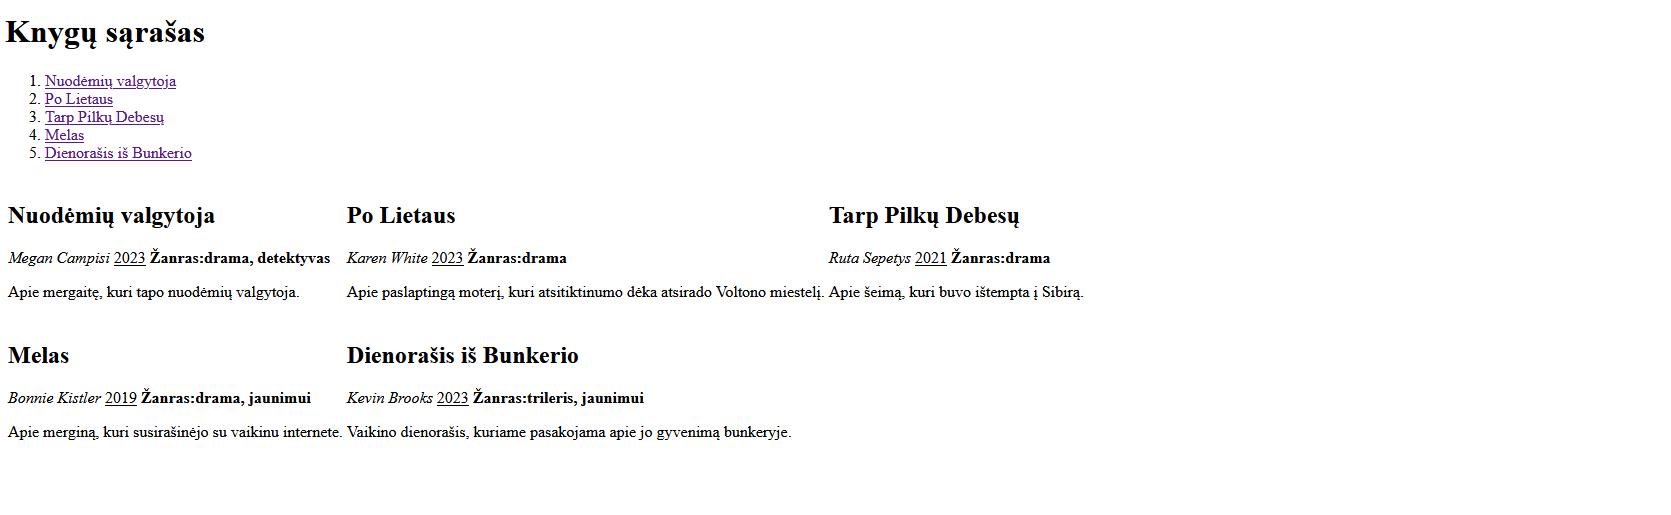 Knygų sąrašas
1. Nuodėmių valgytoja
2. Po Lietaus
3. Tarp Pilkų Debesų
4. Melas
5. Dienorašis iš Bunkerio
Nuodėmių valgytoja
Megan Campisi 2023 Žanras:drama, detektyvas
Apie mergaitę, kuri tapo nuodėmių valgytoja.
Po Lietaus
Karen White 2023 Žanras:drama
Apie paslaptingą moterį, kuri atsitiktinumo dėka atsirado Voltono miestelį.
Tarp Pilkų Debesų
Ruta Sepetys 2021 Žanras:drama
Apie šeimą, kuri buvo ištempta į Sibirą.
Melas
Bonnie Kistler 2019 Žanras:drama, jaunimui
Apie merginą, kuri susirašinėjo su vaikinu internete.
Dienorašis iš Bunkerio
Kevin Brooks 2023 Žanras:trileris, jaunimui
Vaikino dienorašis, kuriame pasakojama apie jo gyvenimą bunkeryje.